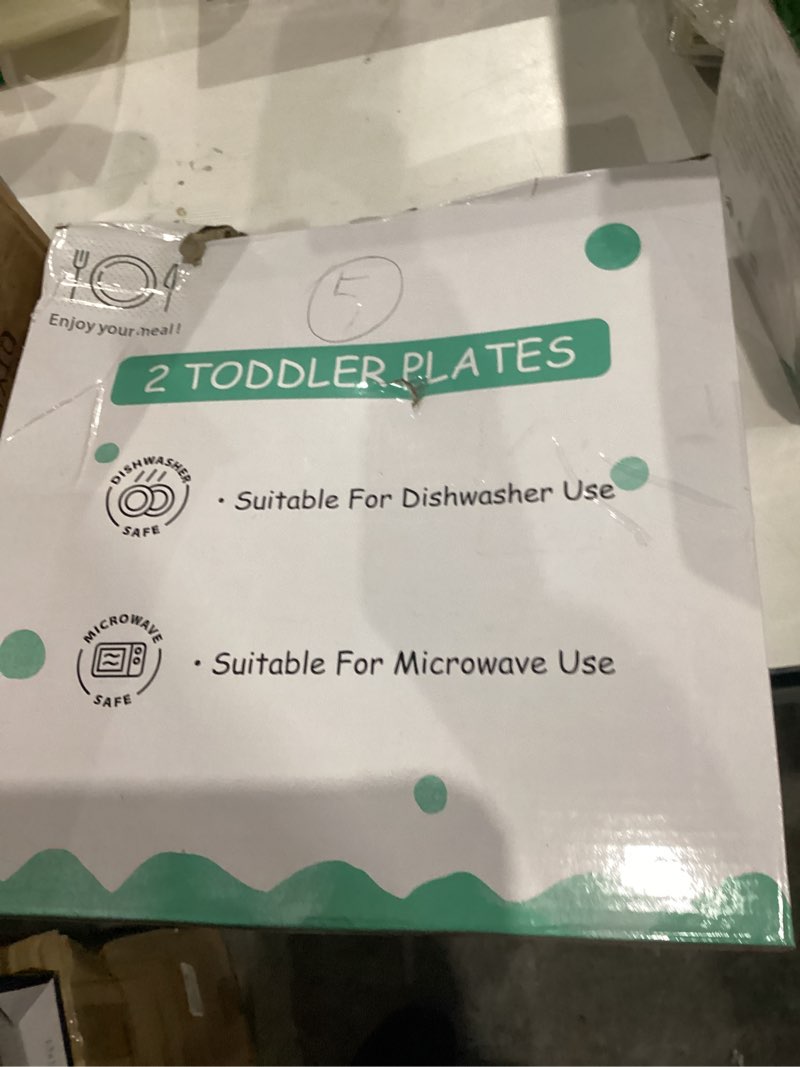 5
Enjoy your meal!
2 TODDLER PLATES
DISHWASHER
SAFE
• Suitable For Dishwasher Use
MICROWAVE
SAFE
• Suitable For Microwave Use